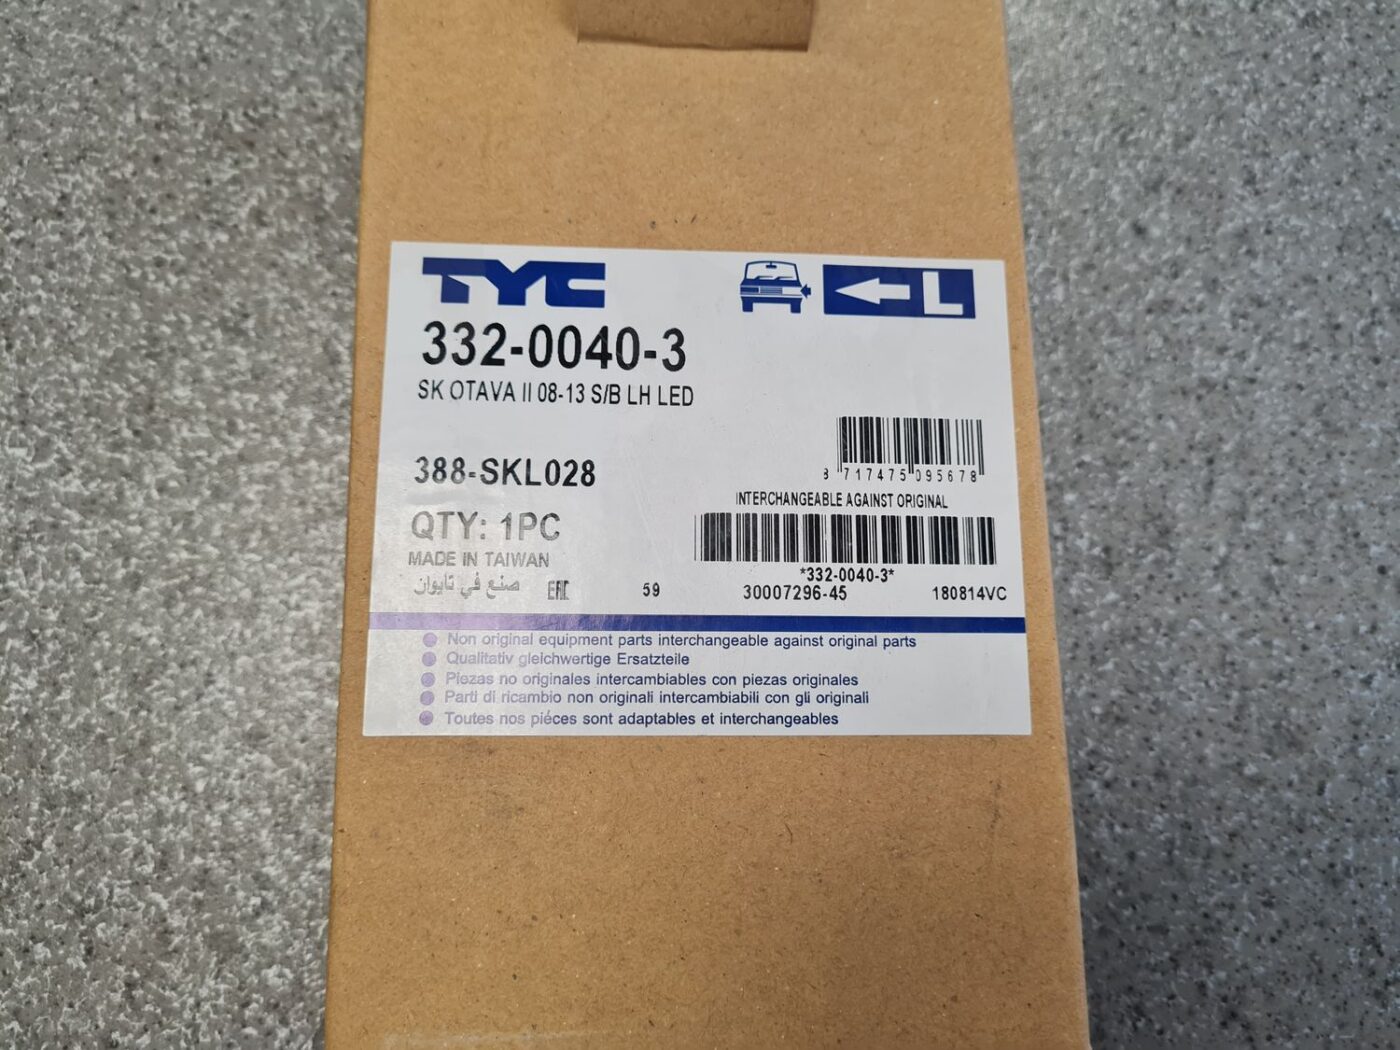 TYC
L
332-0040-3
SK OTAVA II 08-13 S/B LH LED
388-SKL028
8 717475 095678
INTERCHANGEABLE AGAINST ORIGINAL
QTY: 1PC
MADE IN TAIWAN
*332-0040-3*
صنع في تايوان EAC 59 30007296-45 180814VC
Non original equipment parts interchangeable against original parts
Qualitativ gleichwertige Ersatzteile
Piezas no originales intercambiables con piezas originales
Parti di ricambio non originali intercambiabili con gli originali
Toutes nos piéces sont adaptables et interchangeables